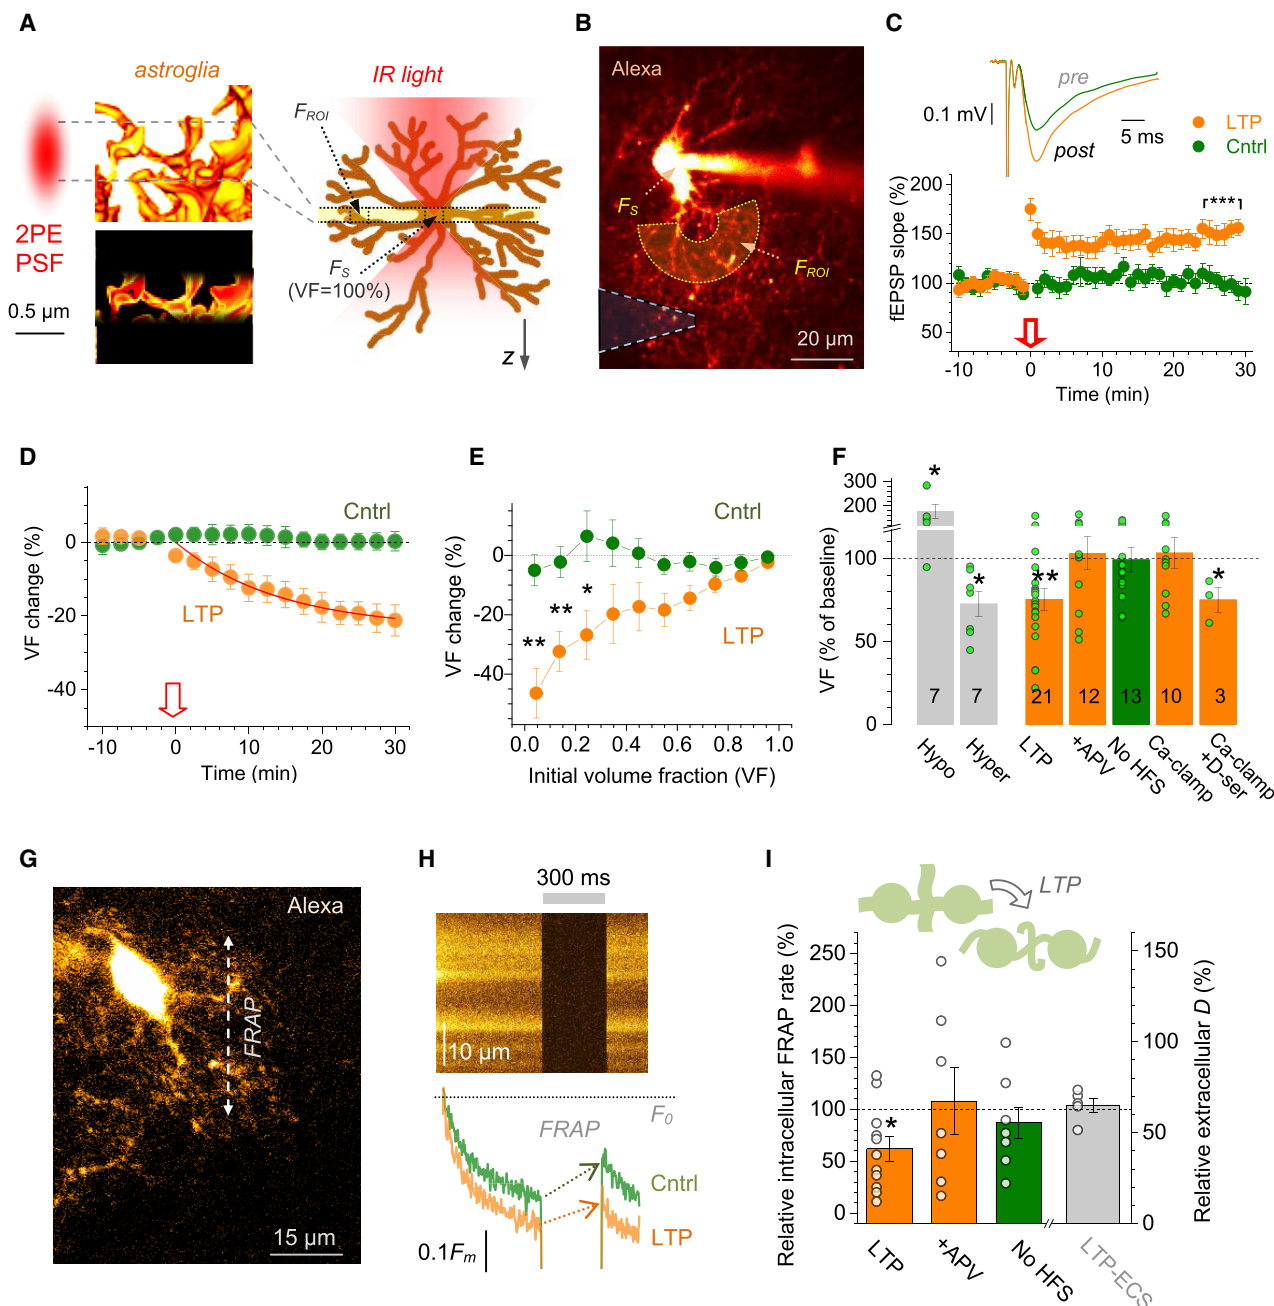 A
astroglia
IR light
F_ROI
2PE
PSF
0.5 µm
F_S
(VF=100%)
z
B
Alexa
F_S
F_ROI
20 µm
C
pre
0.1 mV
5 ms
post
LTP
Cntrl
fEPSP slope (%)
200
150
100
50
***
-10
0
10
20
30
Time (min)
D
VF change (%)
0
-20
-40
Cntrl
LTP
-10
0
10
20
30
Time (min)
E
VF change (%)
0
-20
-40
Cntrl
LTP
**
**
*
0.0
0.2
0.4
0.6
0.8
1.0
Initial volume fraction (VF)
F
VF (% of baseline)
300
200
100
50
0
*
*
**
*
7
7
21
12
13
10
3
Hypo
Hyper
LTP
+APV
No HFS
Ca-clamp
Ca-clamp
+D-ser
G
Alexa
FRAP
15 µm
H
300 ms
10 µm
F_0
FRAP
Cntrl
LTP
0.1F_m
I
LTP
Relative intracellular FRAP rate (%)
250
200
150
100
50
0
*
150
100
50
0
Relative extracellular D (%)
LTP
+APV
No HFS
LTP-ECS